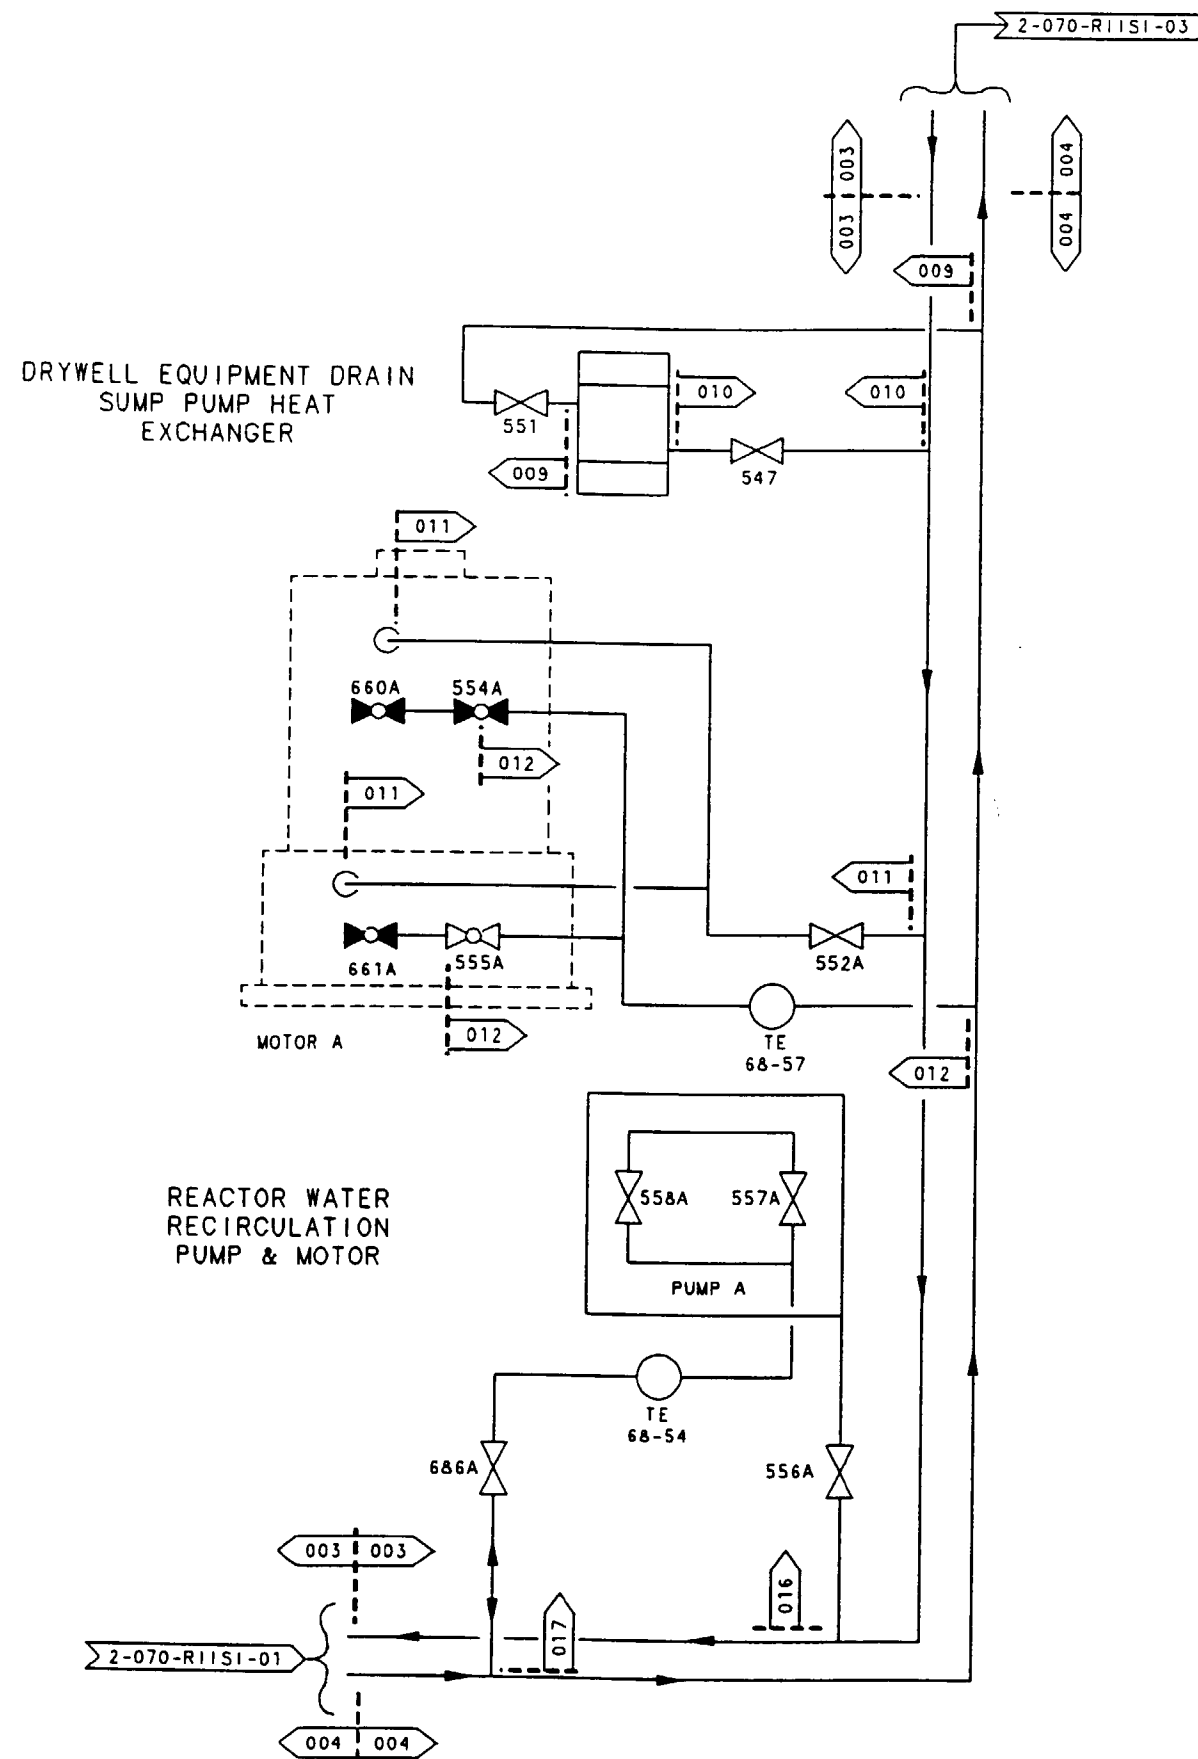 2-070-R11S1-03
003
003
004
004
009
DRYWELL EQUIPMENT DRAIN
SUMP PUMP HEAT
EXCHANGER
551
009
010
010
547
011
660A
554A
012
011
011
661A
555A
552A
012
MOTOR A
TE
68-57
012
558A
557A
PUMP A
REACTOR WATER
RECIRCULATION
PUMP & MOTOR
TE
68-54
686A
556A
003
003
016
017
2-070-R11S1-01
004
004